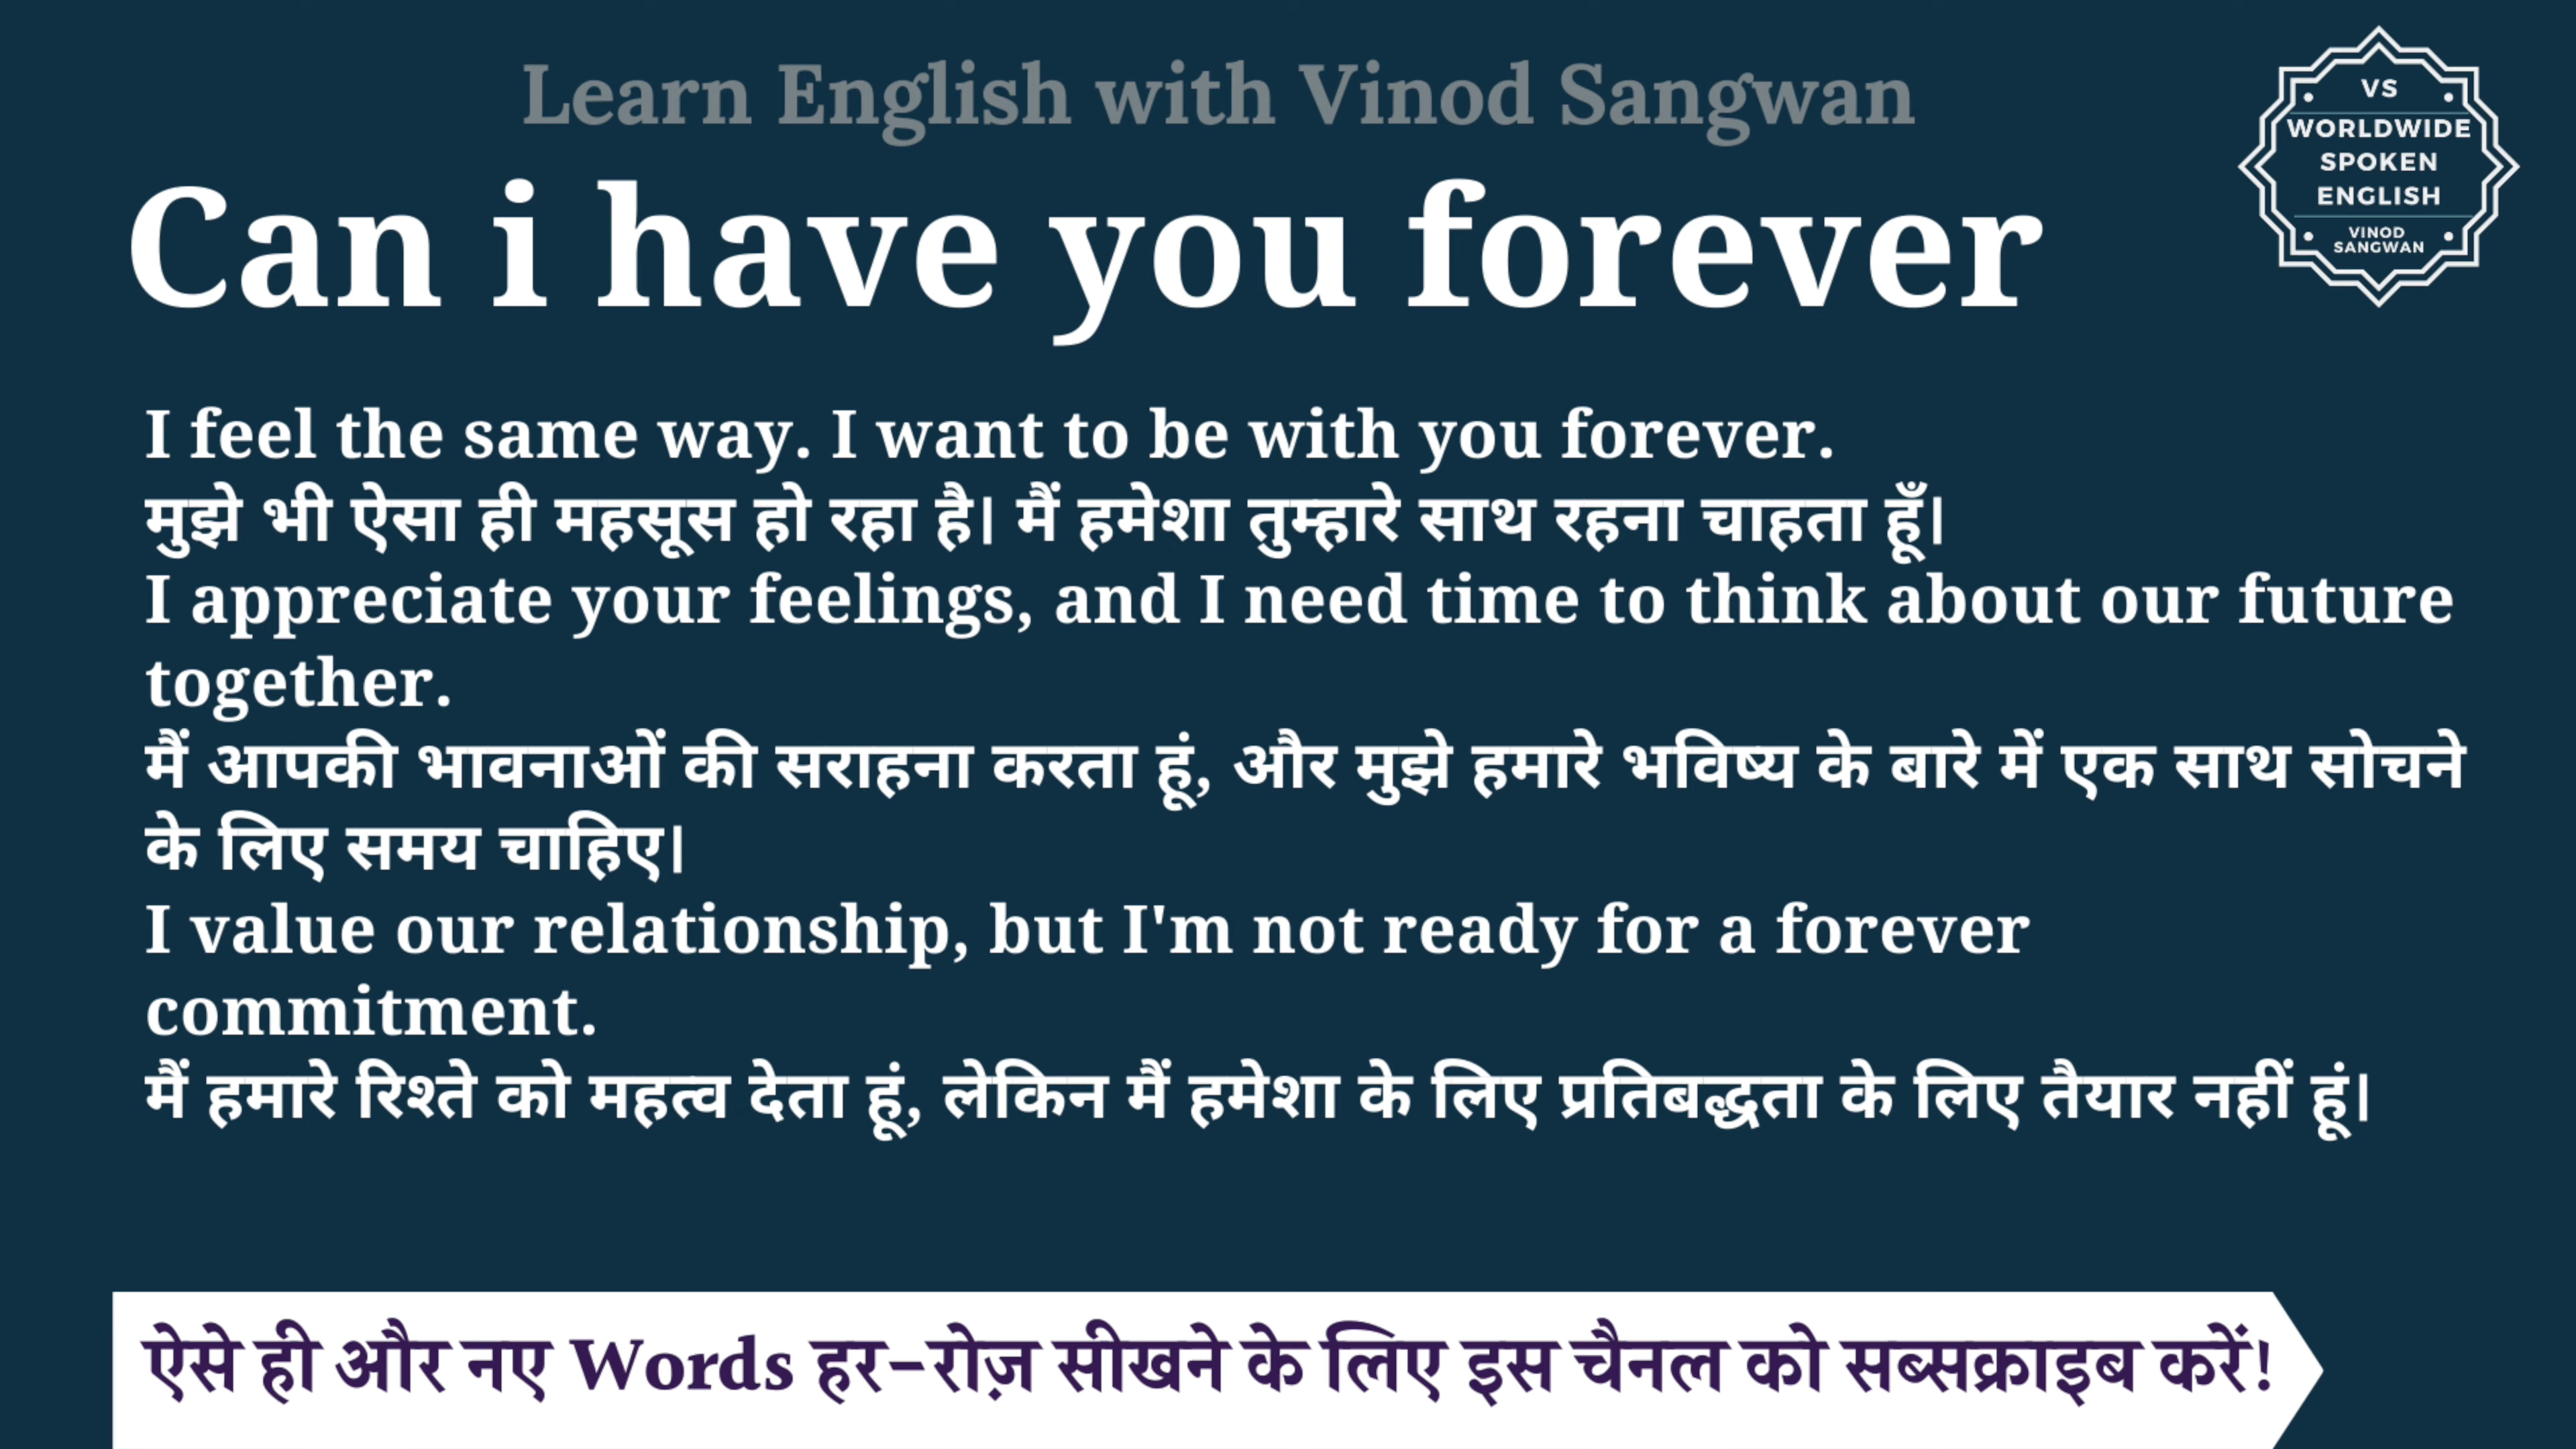 Learn English with Vinod Sangwan
VS
WORLDWIDE
SPOKEN
ENGLISH
VINOD
SANGWAN
Can i have you forever
I feel the same way. I want to be with you forever.
मुझे भी ऐसा ही महसूस हो रहा है। मैं हमेशा तुम्हारे साथ रहना चाहता हूँ।
I appreciate your feelings, and I need time to think about our future
together.
मैं आपकी भावनाओं की सराहना करता हूं, और मुझे हमारे भविष्य के बारे में एक साथ सोचने
के लिए समय चाहिए।
I value our relationship, but I'm not ready for a forever
commitment.
मैं हमारे रिश्ते को महत्व देता हूं, लेकिन मैं हमेशा के लिए प्रतिबद्धता के लिए तैयार नहीं हूं।
ऐसे ही और नए Words हर-रोज़ सीखने के लिए इस चैनल को सब्सक्राइब करें!